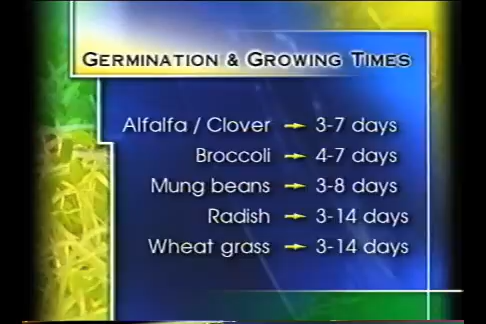 GERMINATION & GROWING TIMES
Alfalfa / Clover → 3-7 days
Broccoli → 4-7 days
Mung beans → 3-8 days
Radish → 3-14 days
Wheat grass → 3-14 days